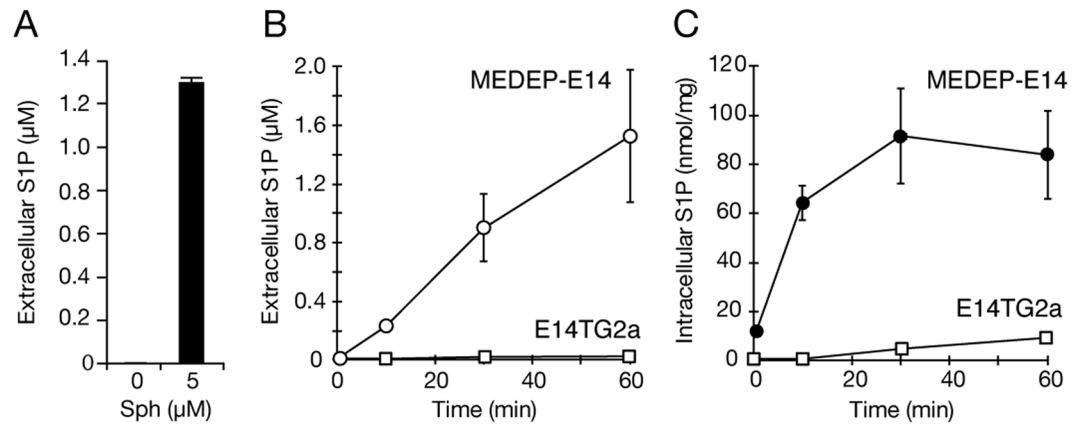 A
Extracellular S1P (µM)
1.4
1.2
1.0
0.8
0.6
0.4
0.2
0
0 5
Sph (µM)
B
Extracellular S1P (µM)
2.0
1.6
1.2
0.8
0.4
0
MEDEP-E14
E14TG2a
0 20 40 60
Time (min)
C
Intracellular S1P (nmol/mg)
120
100
80
60
40
20
0
MEDEP-E14
E14TG2a
0 20 40 60
Time (min)